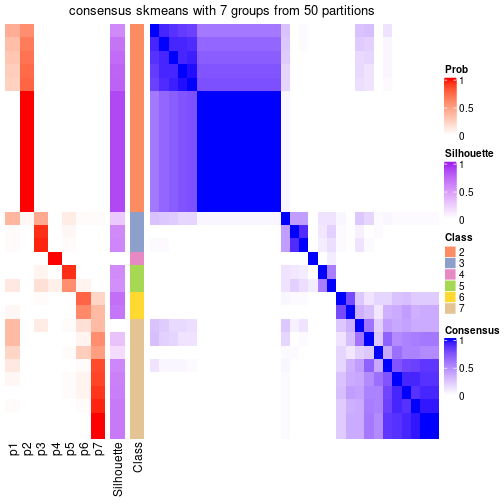 consensus skmeans with 7 groups from 50 partitions
Prob
1
0.5
0
Silhouette
1
0.5
0
Class
2
3
4
5
6
7
Consensus
1
0.5
0
p1
p2
p3
p4
p5
p6
p7
Silhouette
Class